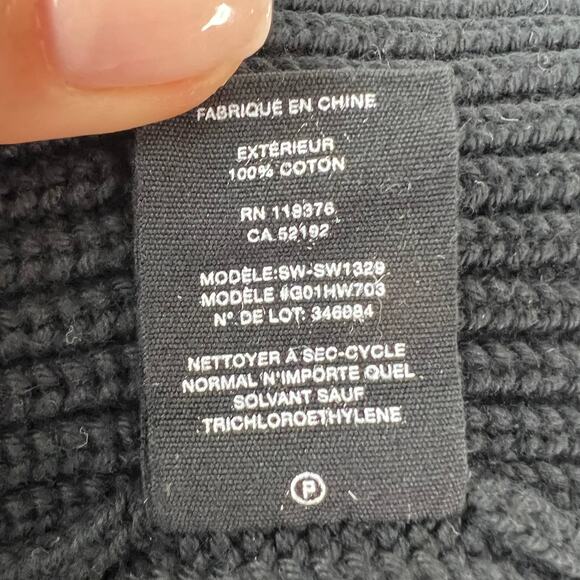 FABRIQUÉ EN CHINE
EXTÉRIEUR
100% COTON
RN 119376
CA 52192
MODÈLE:SW-SW1329
MODÈLE #G01HW703
N° DE LOT: 346984
NETTOYER À SEC-CYCLE
NORMAL N'IMPORTE QUEL
SOLVANT SAUF
TRICHLOROETHYLENE
P